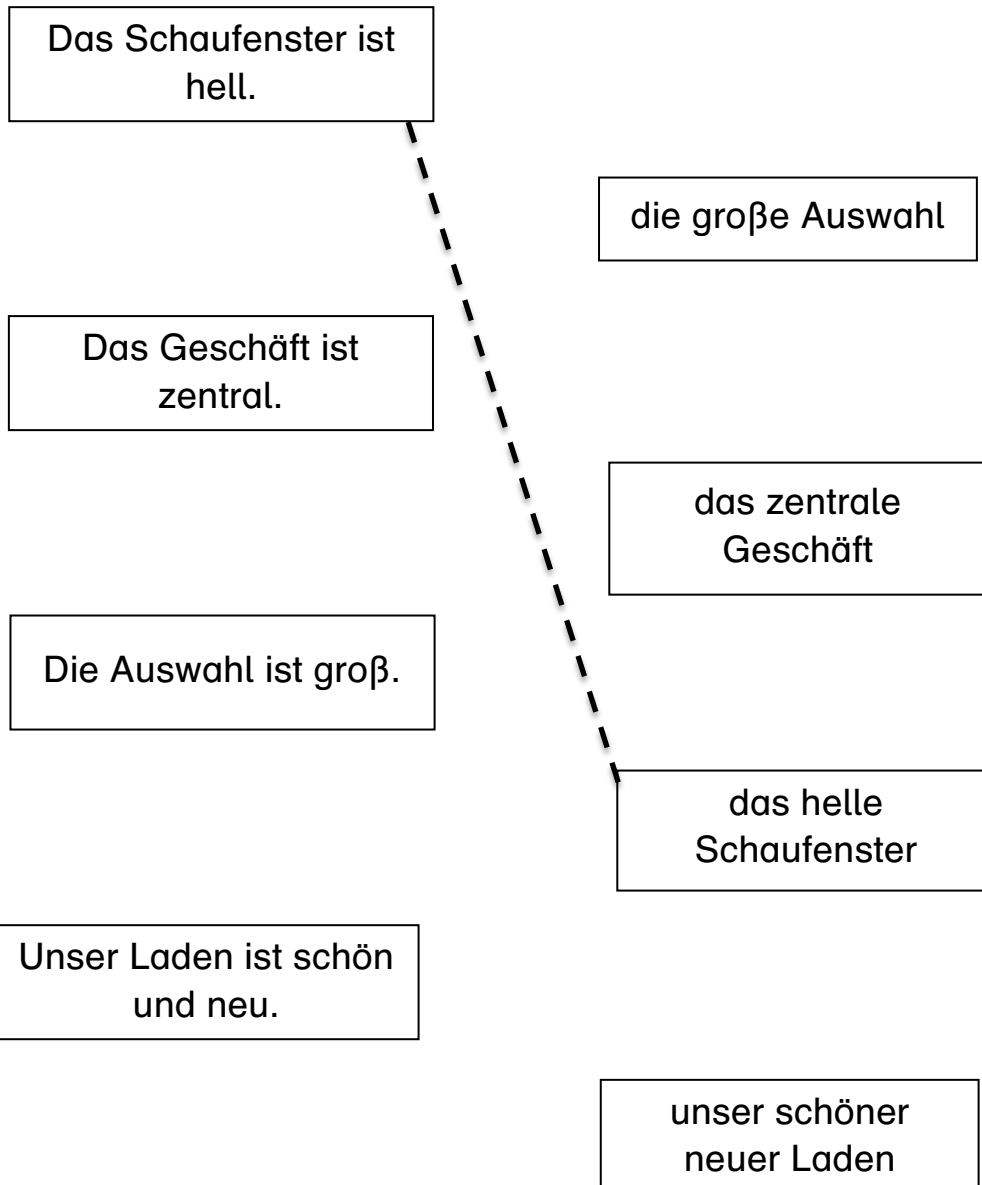 Das Schaufenster ist
hell.
die große Auswahl
Das Geschäft ist
zentral.
das zentrale
Geschäft
Die Auswahl ist groß.
das helle
Schaufenster
Unser Laden ist schön
und neu.
unser schöner
neuer Laden